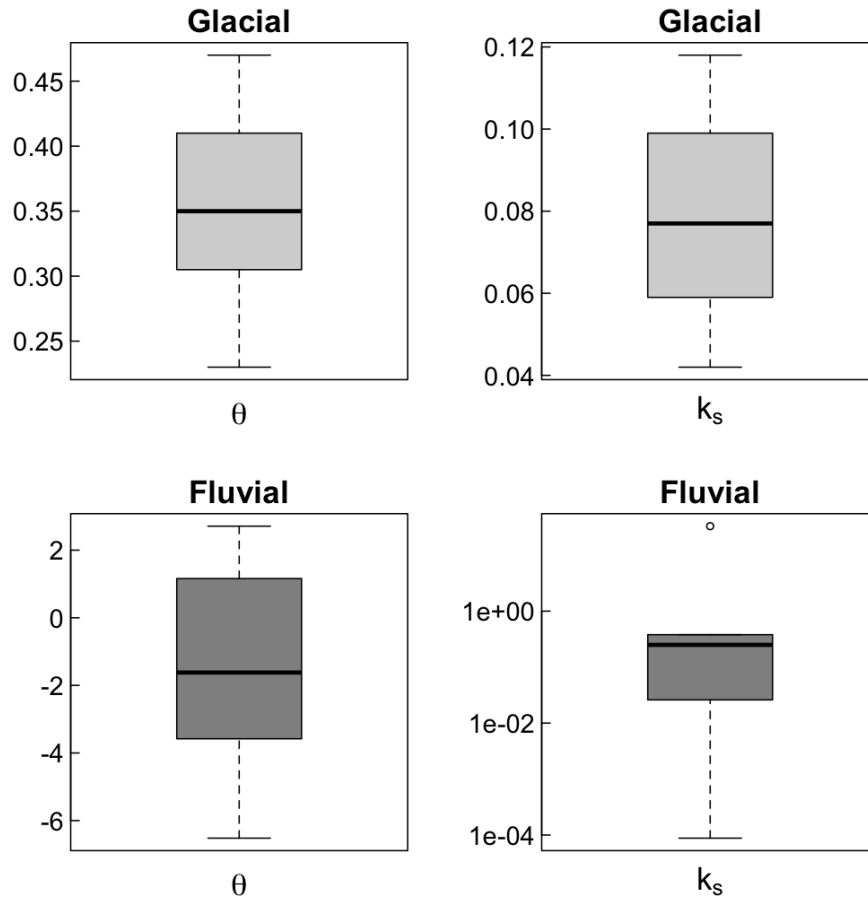 Glacial
0.45
0.40
0.35
0.30
0.25
θ
Glacial
0.12
0.10
0.08
0.06
0.04
ks
Fluvial
2
0
-2
-4
-6
θ
Fluvial
1e+00
1e-02
1e-04
ks